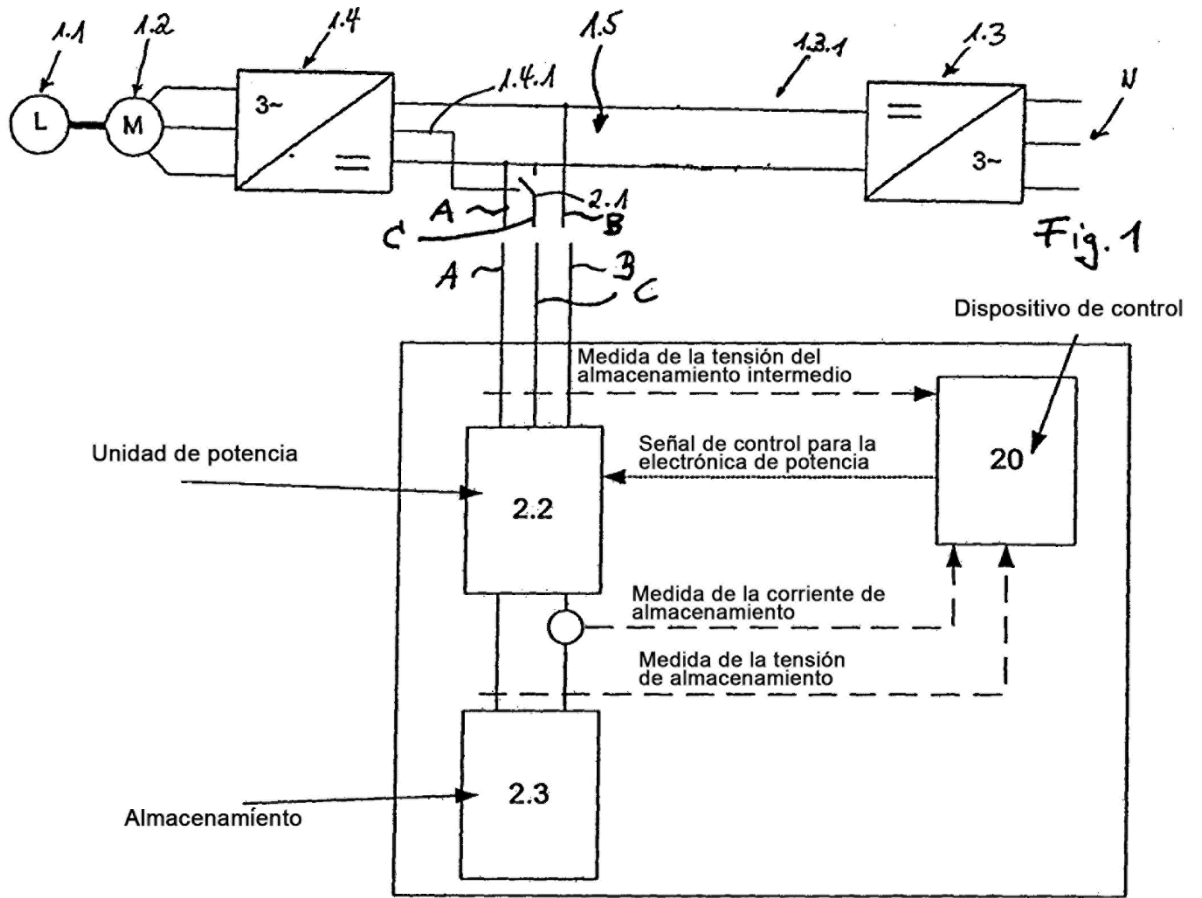 1.1
1.2
1.4
1.5
1.3.1
1.3
N
1.4.1
L
M
3~
3~
A
2.1
C
B
Fig. 1
A
B
C
Dispositivo de control
Medida de la tensión del
almacenamiento intermedio
Señal de control para la
electrónica de potencia
20
Unidad de potencia
2.2
Medida de la corriente de
almacenamiento
Medida de la tensión
de almacenamiento
2.3
Almacenamíento